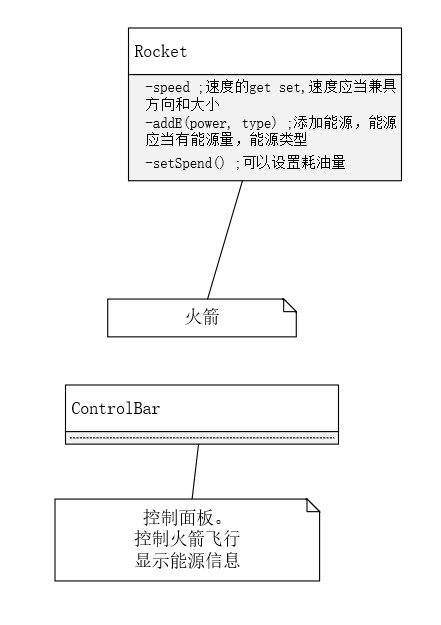 Rocket
-speed ;速度的get set,速度应当兼具
方向和大小
-addE(power, type) ;添加能源，能源
应当有能源量，能源类型
-setSpend() ;可以设置耗油量
火箭
ControlBar
控制面板。
控制火箭飞行
显示能源信息